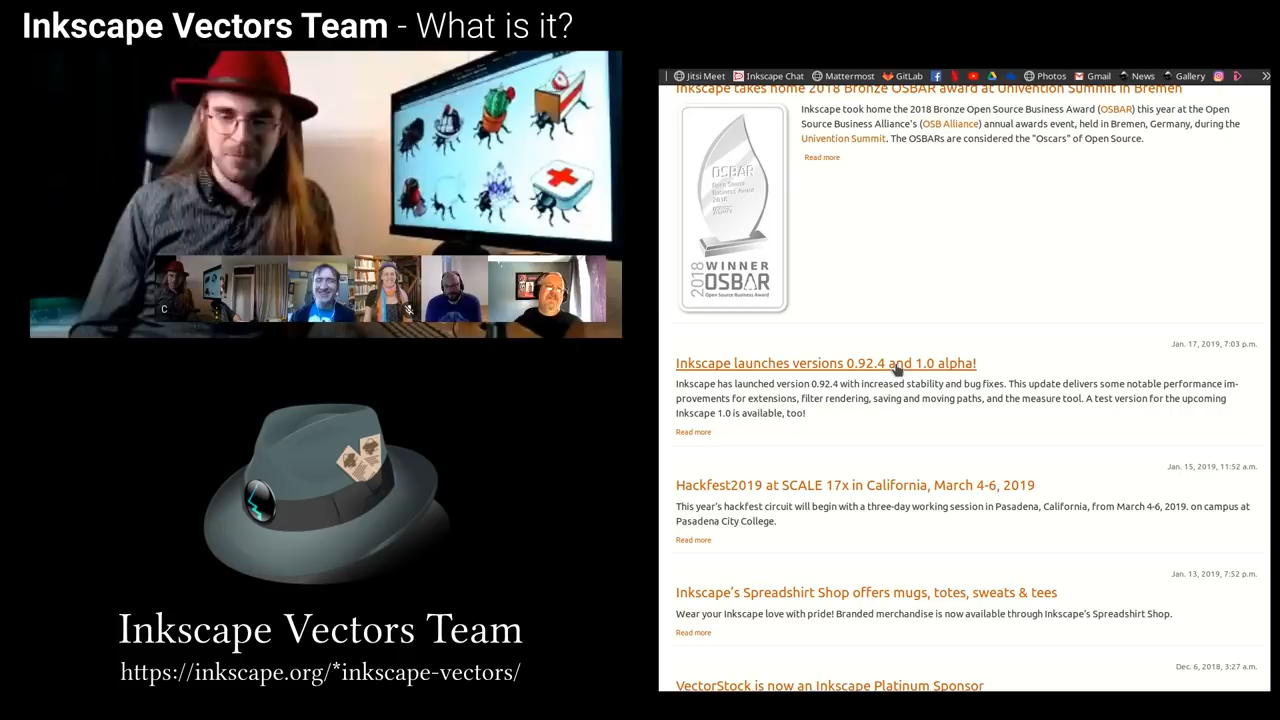 Inkscape Vectors Team - What is it?
C
Inkscape Vectors Team
https://inkscape.org/*inkscape-vectors/
Jitsi Meet Inkscape Chat Mattermost GitLab Photos Gmail News Gallery
Inkscape takes home 2018 Bronze OSBAR award at Univention Summit in Bremen
Inkscape took home the 2018 Bronze Open Source Business Award (OSBAR) this year at the Open
Source Business Alliance's (OSB Alliance) annual awards event, held in Bremen, Germany, during the
Univention Summit. The OSBARs are considered the "Oscars" of Open Source.
Read more
OSBAR
Open Source
Business Award
2018
2018 WINNER
OSBAR
Open Source Business Award
Jan. 17, 2019, 7:03 p.m.
Inkscape launches versions 0.92.4 and 1.0 alpha!
Inkscape has launched version 0.92.4 with increased stability and bug fixes. This update delivers some notable performance im-
provements for extensions, filter rendering, saving and moving paths, and the measure tool. A test version for the upcoming
Inkscape 1.0 is available, too!
Read more
Jan. 15, 2019, 11:52 a.m.
Hackfest2019 at SCALE 17x in California, March 4-6, 2019
This year's hackfest circuit will begin with a three-day working session in Pasadena, California, from March 4-6, 2019. on campus at
Pasadena City College.
Read more
Jan. 13, 2019, 7:52 p.m.
Inkscape's Spreadshirt Shop offers mugs, totes, sweats & tees
Wear your Inkscape love with pride! Branded merchandise is now available through Inkscape's Spreadshirt Shop.
Read more
Dec. 6, 2018, 3:27 a.m.
VectorStock is now an Inkscape Platinum Sponsor